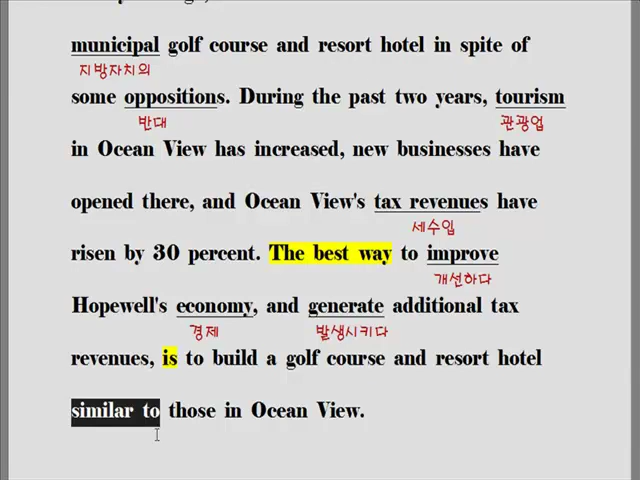 municipal golf course and resort hotel in spite of
지방자치의
some oppositions. During the past two years, tourism
반대 관광업
in Ocean View has increased, new businesses have
opened there, and Ocean View's tax revenues have
세수입
risen by 30 percent. The best way to improve
개선하다
Hopewell's economy, and generate additional tax
경제 발생시키다
revenues, is to build a golf course and resort hotel
similar to those in Ocean View.